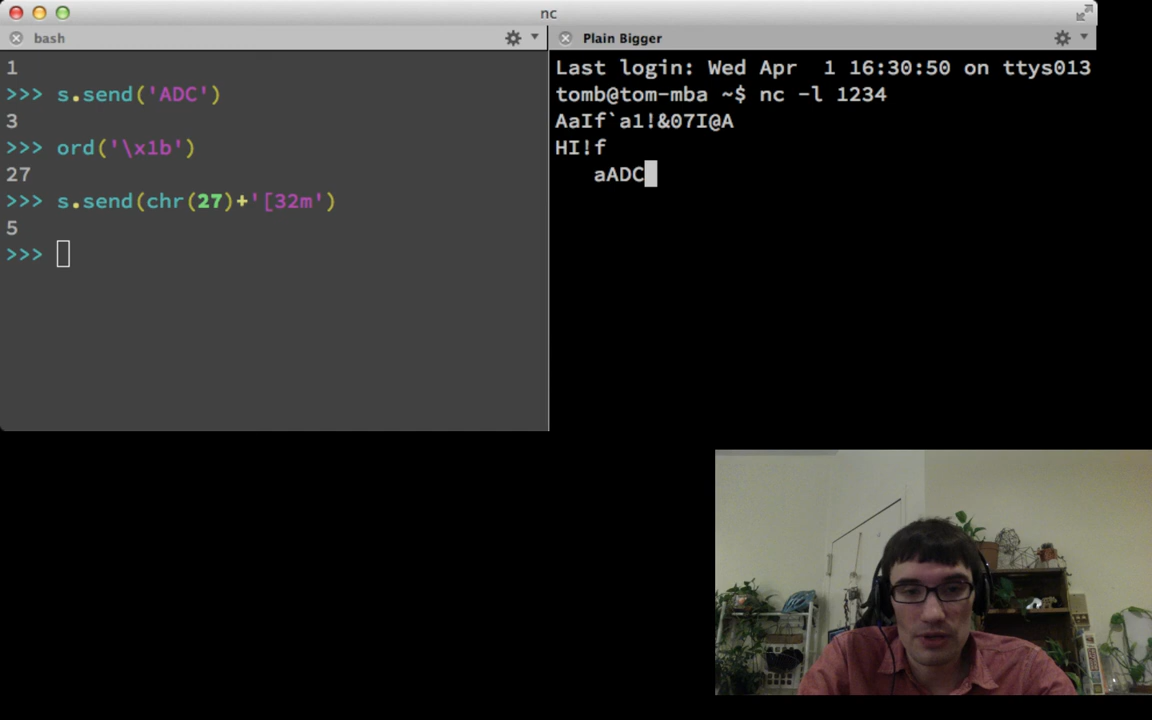 nc
bash
1
>>> s.send('ADC')
3
>>> ord('\x1b')
27
>>> s.send(chr(27)+'[32m')
5
>>>
Plain Bigger
Last login: Wed Apr  1 16:30:50 on ttys013
tomb@tom-mba ~$ nc -l 1234
AaIf`a1!&07I@A
HI!f
   aADC